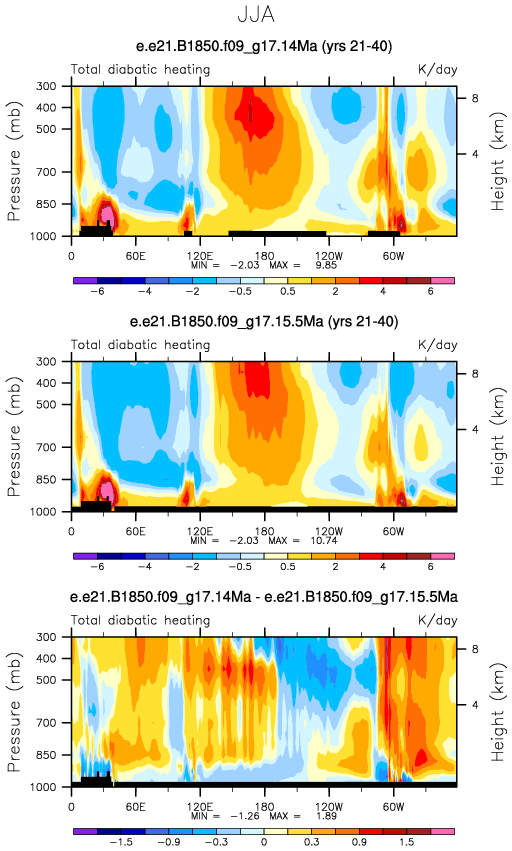 JJA
e.e21.B1850.f09_g17.14Ma (yrs 21-40)
Total diabatic heating K/day
Pressure (mb)
Height (km)
300
400
500
700
850
1000
8
4
0 60E 120E 180 120W 60W
MIN = -2.03 MAX = 9.85
-6 -4 -2 -0.5 0.5 2 4 6
e.e21.B1850.f09_g17.15.5Ma (yrs 21-40)
Total diabatic heating K/day
Pressure (mb)
Height (km)
300
400
500
700
850
1000
8
4
0 60E 120E 180 120W 60W
MIN = -2.03 MAX = 10.74
-6 -4 -2 -0.5 0.5 2 4 6
e.e21.B1850.f09_g17.14Ma - e.e21.B1850.f09_g17.15.5Ma
Total diabatic heating K/day
Pressure (mb)
Height (km)
300
400
500
700
850
1000
8
4
0 60E 120E 180 120W 60W
MIN = -1.26 MAX = 1.89
-1.5 -0.9 -0.3 0 0.3 0.9 1.5